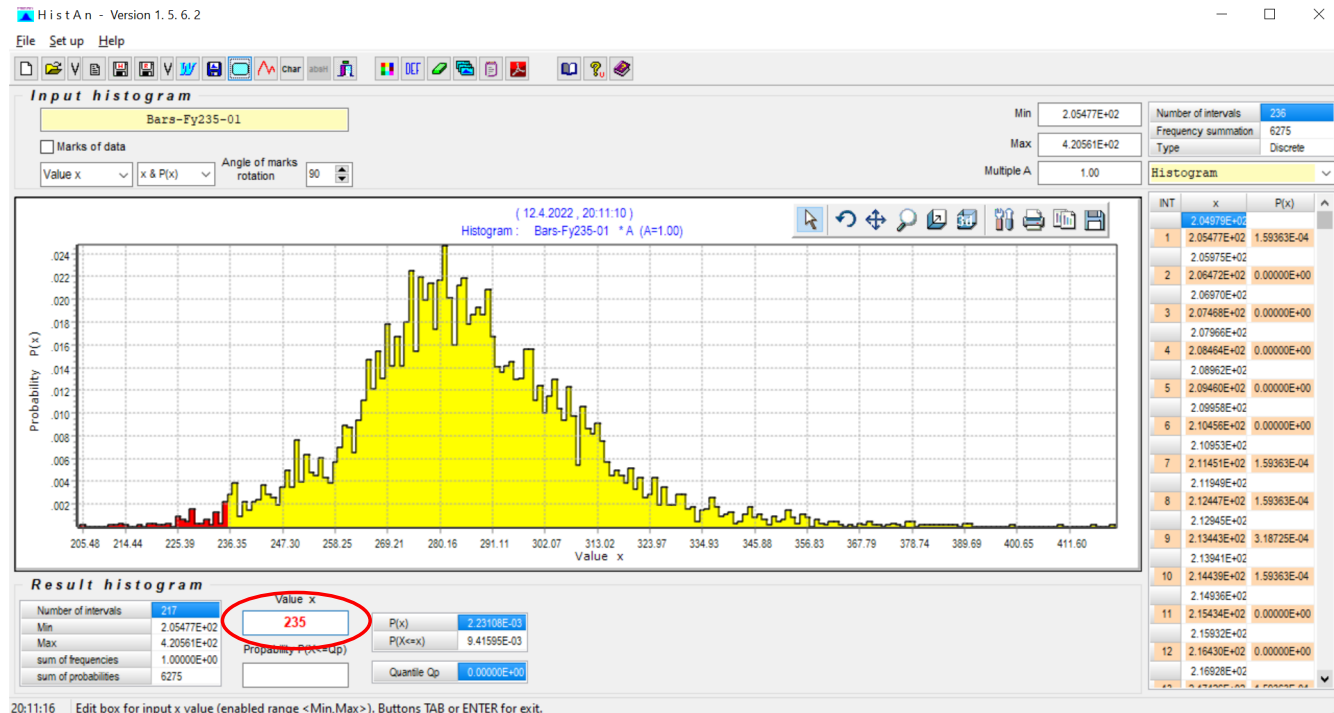 HistAn - Version 1.5.6.2
File Set up Help
V V Char DEF
Input histogram
Bars-Fy235-01
Marks of data
Value x x & P(x) Angle of marks rotation 90
Min 2.05477E+02
Max 4.20561E+02
Multiple A 1.00
Number of intervals 236
Frequency summation 6275
Type Discrete
Histogram
( 12.4.2022 , 20:11:10 )
Histogram : Bars-Fy235-01 * A (A=1.00)
Probability P(x)
.024
.022
.020
.018
.016
.014
.012
.010
.008
.006
.004
.002
205.48 214.44 225.39 236.35 247.30 258.25 269.21 280.16 291.11 302.07 313.02 323.97 334.93 345.88 356.83 367.79 378.74 389.69 400.65 411.60
Value x
INT x P(x)
2.04979E+02
1 2.05477E+02 1.59363E-04
2.05975E+02
2 2.06472E+02 0.00000E+00
2.06970E+02
3 2.07468E+02 0.00000E+00
2.07966E+02
4 2.08464E+02 0.00000E+00
2.08962E+02
5 2.09460E+02 0.00000E+00
2.09958E+02
6 2.10456E+02 0.00000E+00
2.10953E+02
7 2.11451E+02 1.59363E-04
2.11949E+02
8 2.12447E+02 1.59363E-04
2.12945E+02
9 2.13443E+02 3.18725E-04
2.13941E+02
10 2.14439E+02 1.59363E-04
2.14936E+02
11 2.15434E+02 0.00000E+00
2.15932E+02
12 2.16430E+02 0.00000E+00
2.16928E+02
Result histogram
Number of intervals 217
Min 2.05477E+02
Max 4.20561E+02
sum of frequencies 1.00000E+00
sum of probabilities 6275
Value x
235
Propability P(X<=Qp)
P(x) 2.23108E-03
P(X<=x) 9.41595E-03
Quantile Qp 0.00000E+00
20:11:16 Edit box for input x value (enabled range <Min,Max>). Buttons TAB or ENTER for exit.